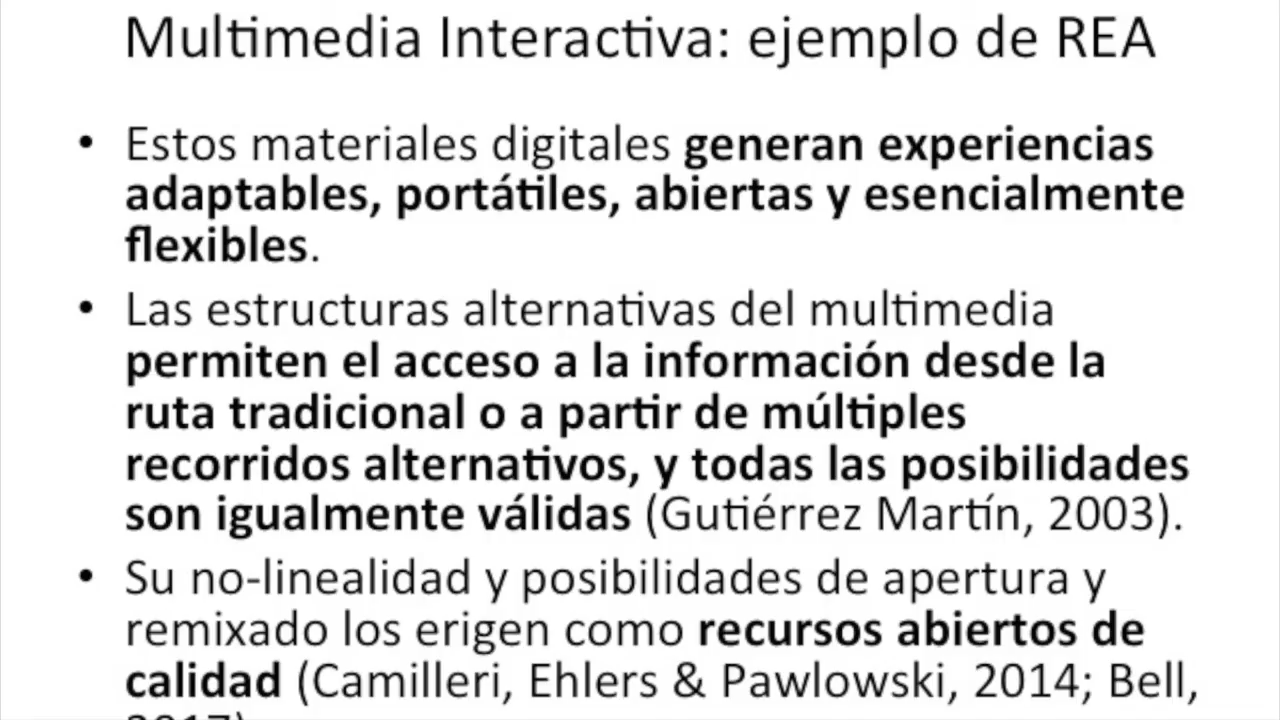 Multimedia Interactiva: ejemplo de REA
• Estos materiales digitales generan experiencias
adaptables, portátiles, abiertas y esencialmente
flexibles.
• Las estructuras alternativas del multimedia
permiten el acceso a la información desde la
ruta tradicional o a partir de múltiples
recorridos alternativos, y todas las posibilidades
son igualmente válidas (Gutiérrez Martín, 2003).
• Su no-linealidad y posibilidades de apertura y
remixado los erigen como recursos abiertos de
calidad (Camilleri, Ehlers & Pawlowski, 2014; Bell,